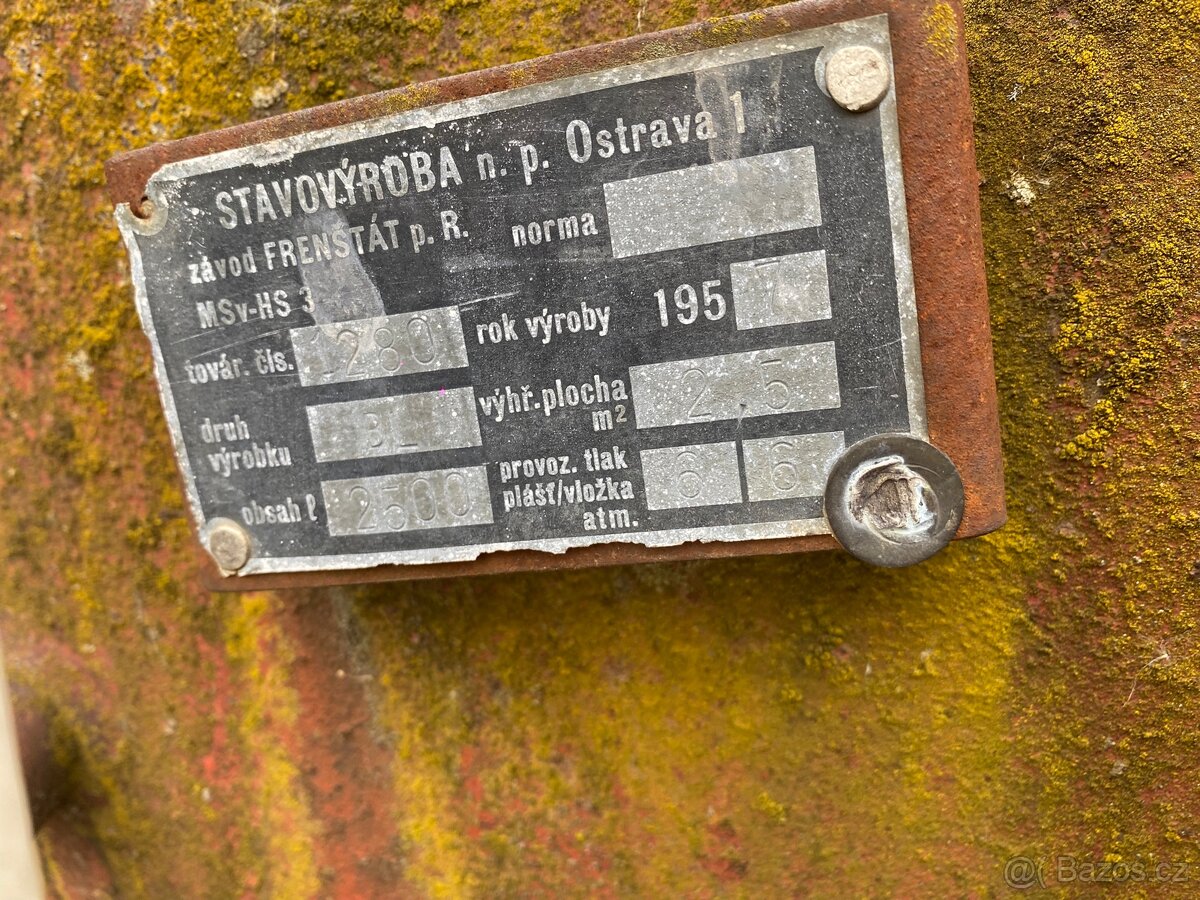 STAVOVÝROBA n. p. Ostrava 1
závod FRENŠTÁT p. R. norma
MSv-HS 3
továr. čís. 1280 rok výroby 195 7
druh výrobku výhř. plocha m² 2,5
obsah ℓ 2500 provoz. tlak plášť/vložka atm. 6 6
@( Bazos.cz